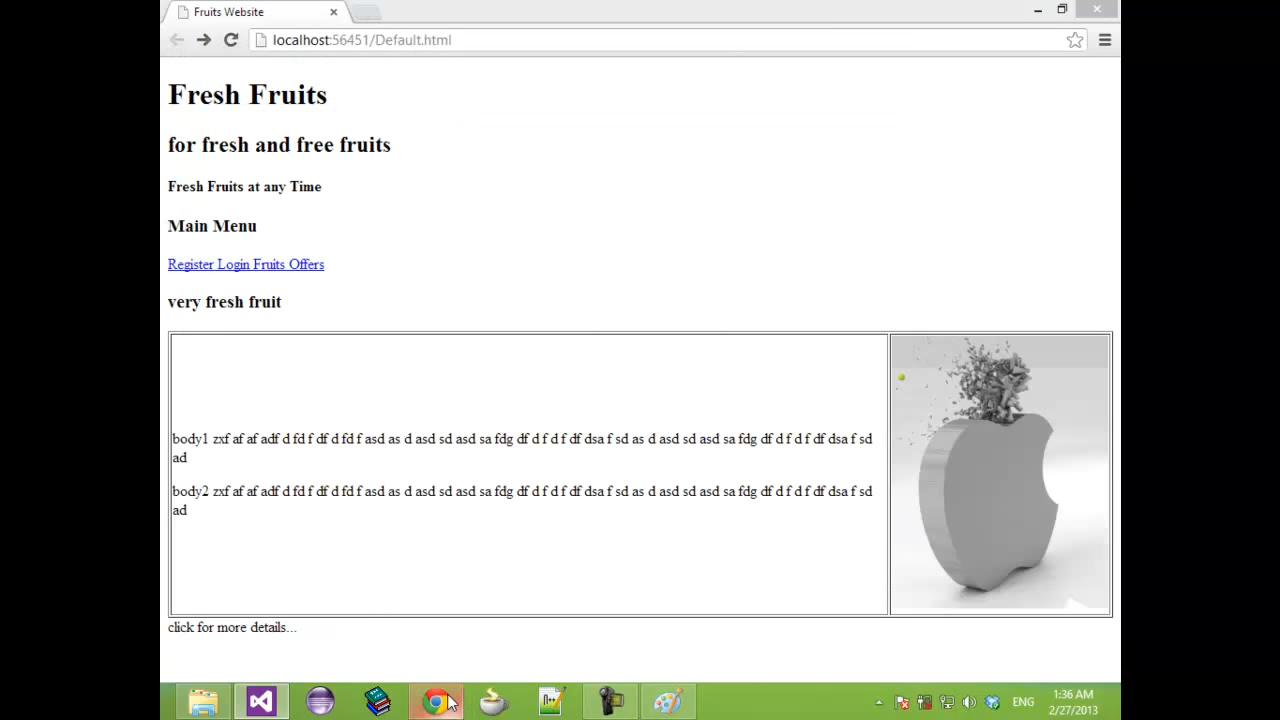 Fruits Website
localhost:56451/Default.html
Fresh Fruits
for fresh and free fruits
Fresh Fruits at any Time
Main Menu
Register Login Fruits Offers
very fresh fruit
body1 zxf af af af adf d fd f df d fd f asd as d asd sd asd sa fdg df d f d f df dsa f sd as d asd sd asd sa fdg df d f d f df dsa f sd
ad
body2 zxf af af af adf d fd f df d fd f asd as d asd sd asd sa fdg df d f d f df dsa f sd as d asd sd asd sa fdg df d f d f df dsa f sd
ad
click for more details...
ENG
1:36 AM
2/27/2013